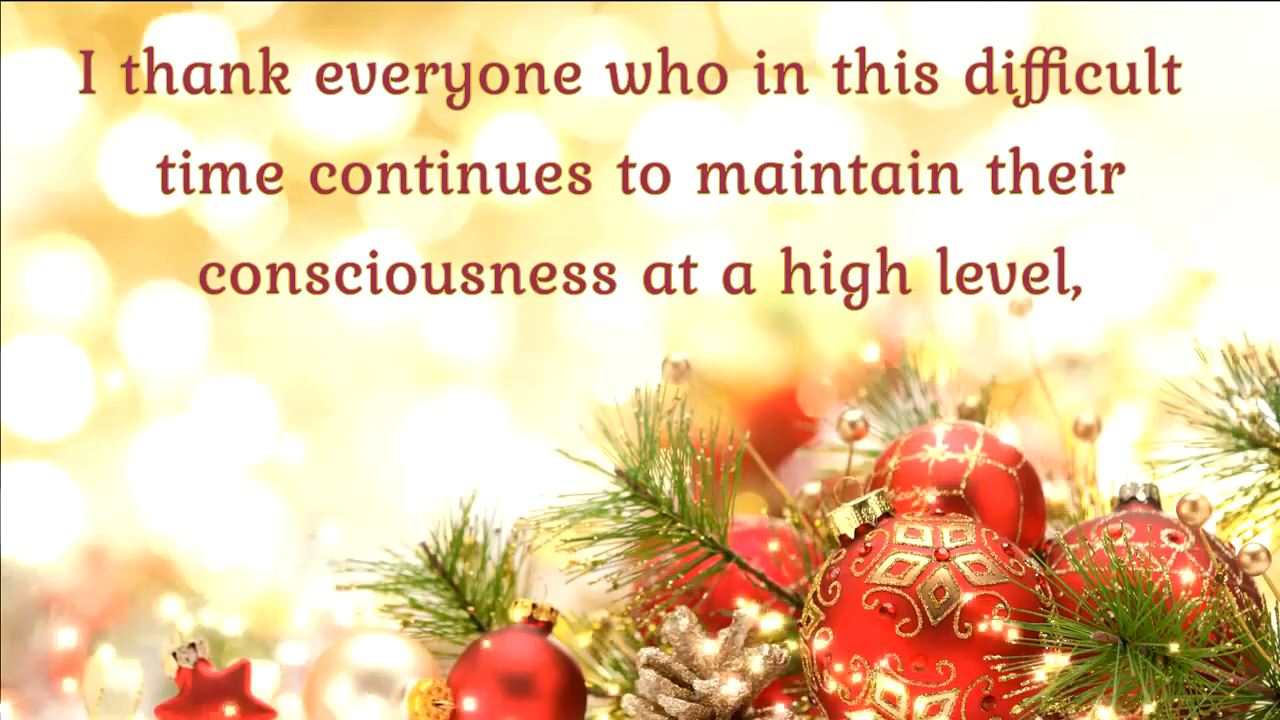 I thank everyone who in this difficult
time continues to maintain their
consciousness at a high level,